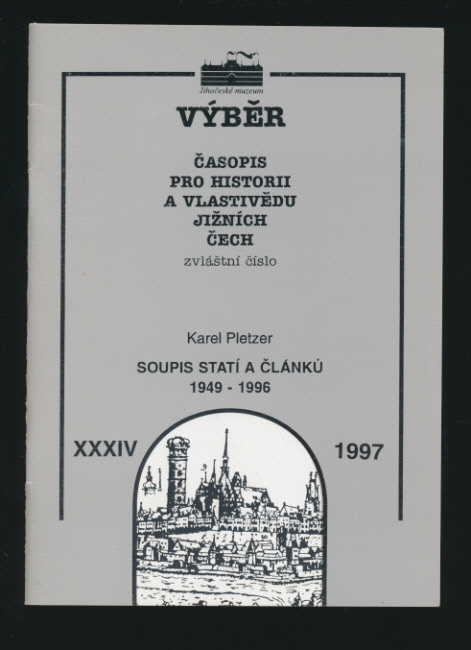 Jihočeské muzeum
VÝBĚR
ČASOPIS
PRO HISTORII
A VLASTIVĚDU
JIŽNÍCH
ČECH
zvláštní číslo
Karel Pletzer
SOUPIS STATÍ A ČLÁNKŮ
1949 - 1996
XXXIV
1997